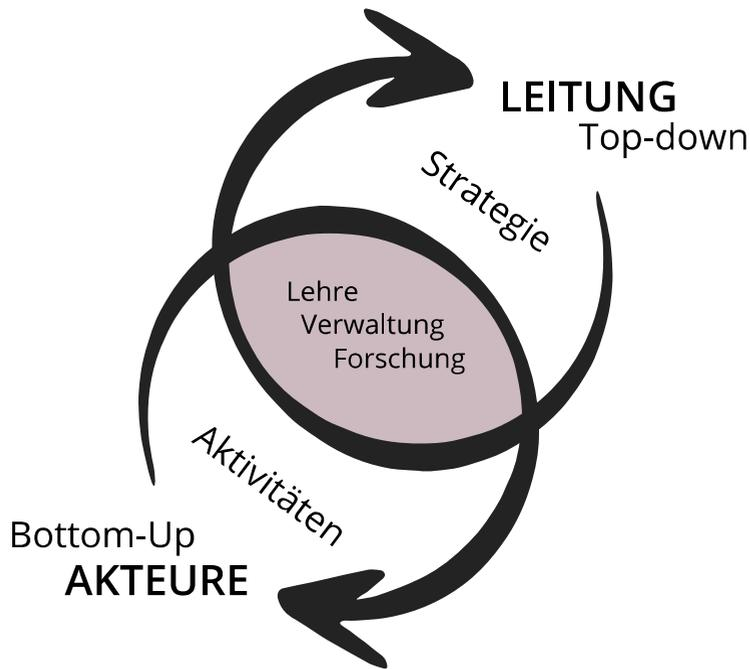 LEITUNG
Top-down
Strategie
Lehre
Verwaltung
Forschung
Aktivitäten
Bottom-Up
AKTEURE